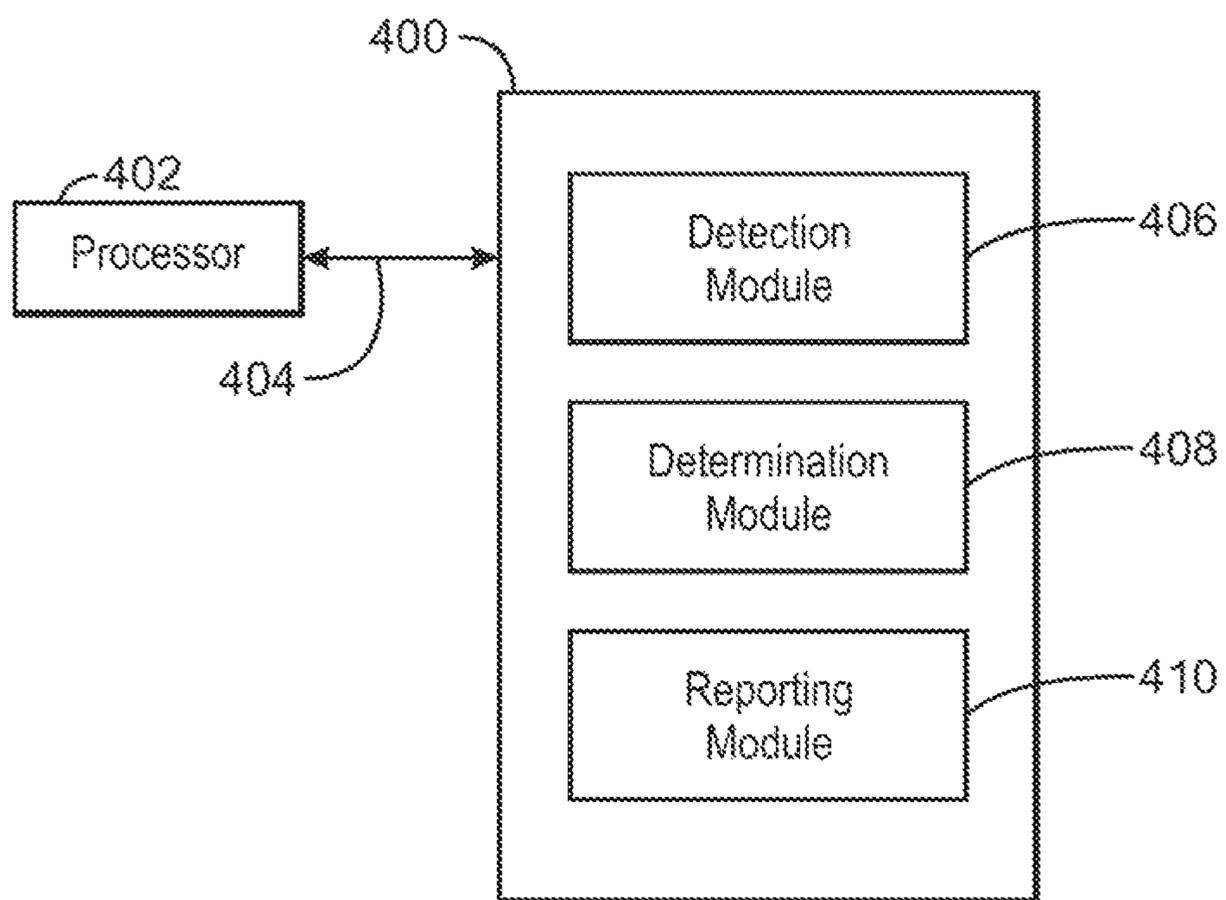 400
402
Processor
404
Detection
Module
406
Determination
Module
408
Reporting
Module
410